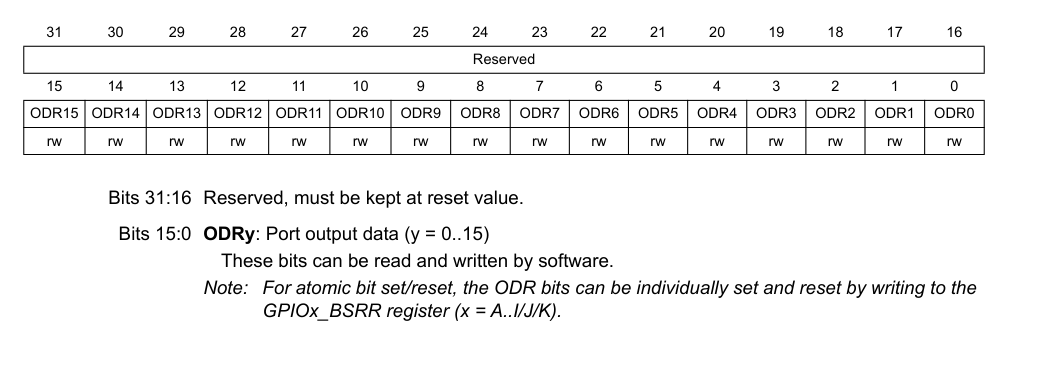 31 30 29 28 27 26 25 24 23 22 21 20 19 18 17 16
Reserved
15 14 13 12 11 10 9 8 7 6 5 4 3 2 1 0
ODR15 ODR14 ODR13 ODR12 ODR11 ODR10 ODR9 ODR8 ODR7 ODR6 ODR5 ODR4 ODR3 ODR2 ODR1 ODR0
rw rw rw rw rw rw rw rw rw rw rw rw rw rw rw rw
Bits 31:16 Reserved, must be kept at reset value.
Bits 15:0 ODRy: Port output data (y = 0..15)
These bits can be read and written by software.
Note: For atomic bit set/reset, the ODR bits can be individually set and reset by writing to the
GPIOx_BSRR register (x = A..I/J/K).